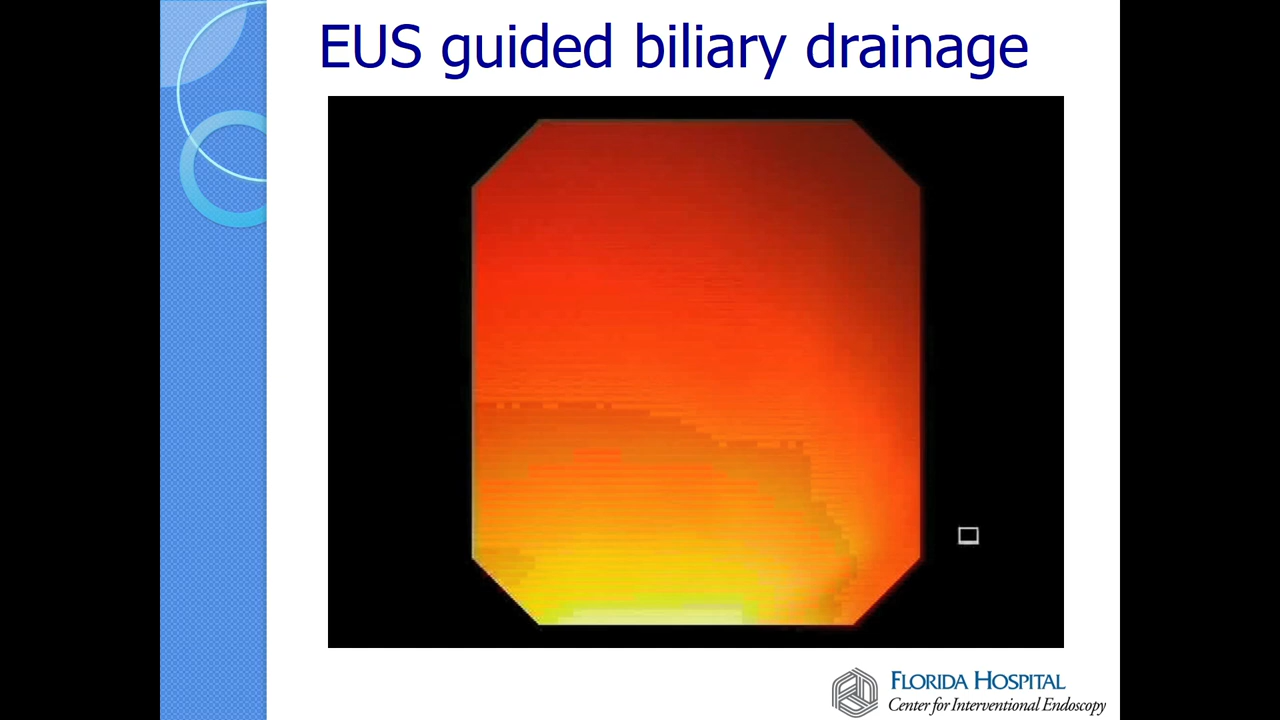 EUS guided biliary drainage
FLORIDA HOSPITAL
Center for Interventional Endoscopy